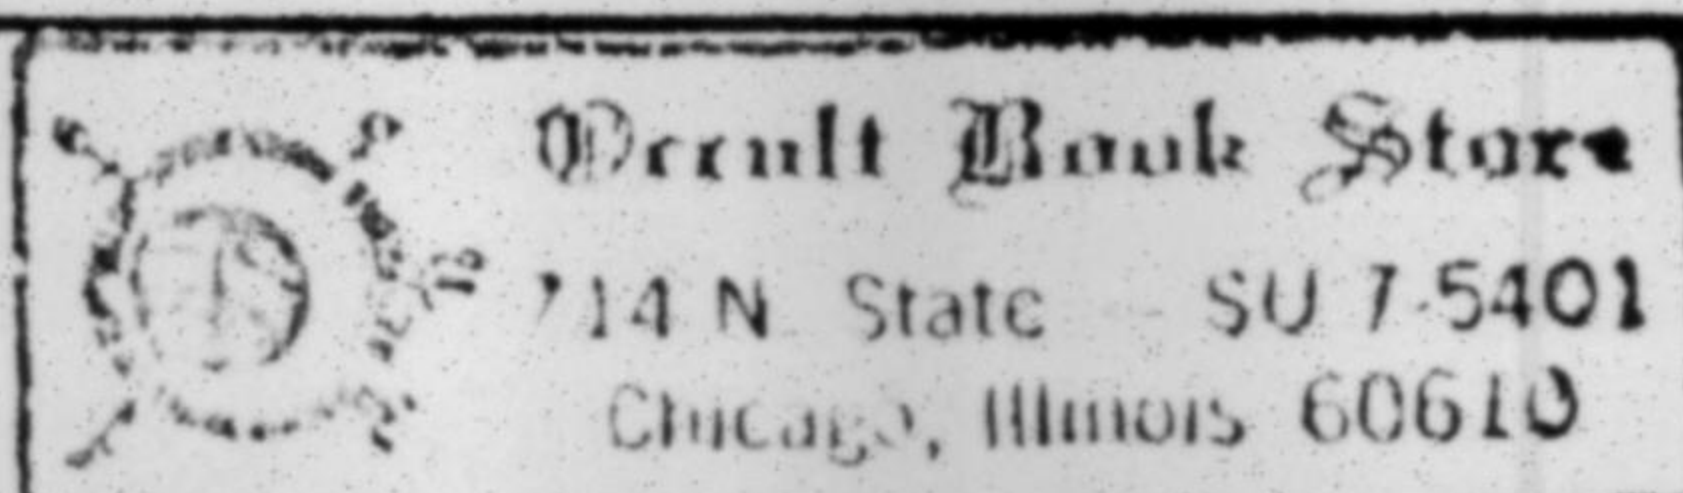 Occult Book Store
714 N State - SU 7-5401
Chicago, Illinois 60610